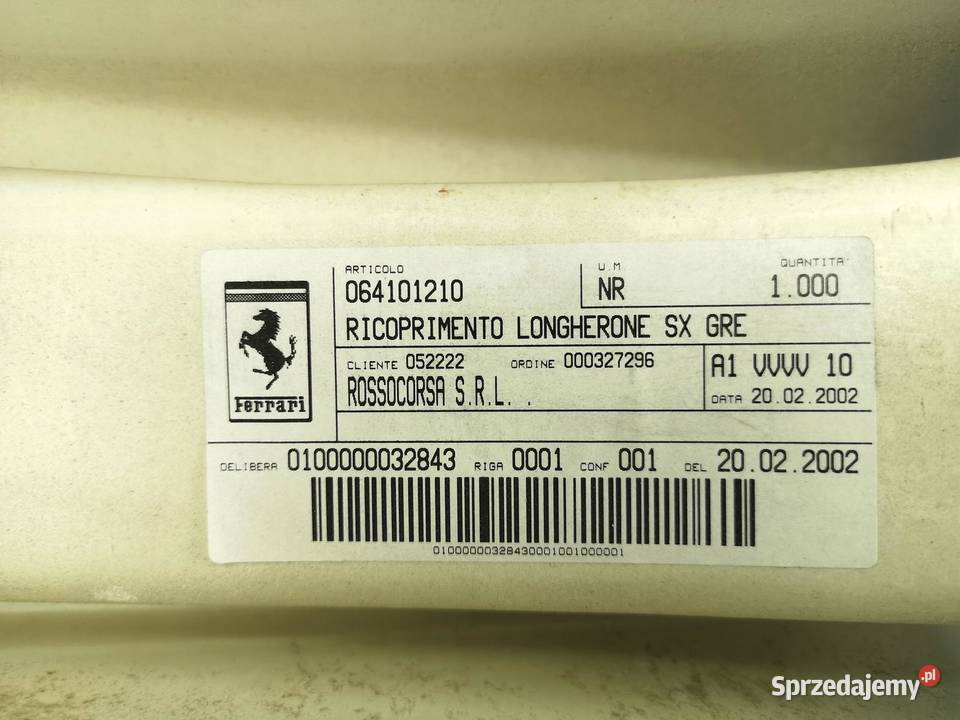 ARTICOLO U.M QUANTITA'
064101210 NR 1.000
RICOPRIMENTO LONGHERONE SX GRE
CLIENTE 052222 ORDINE 000327296 A1 VVVV 10
ROSSOCORSA S.R.L. . DATA 20.02.2002
Ferrari
DELIBERA 0100000032843 RIGA 0001 CONF 001 DEL 20.02.2002
01000000328430001001000001
Sprzedajemy.pl